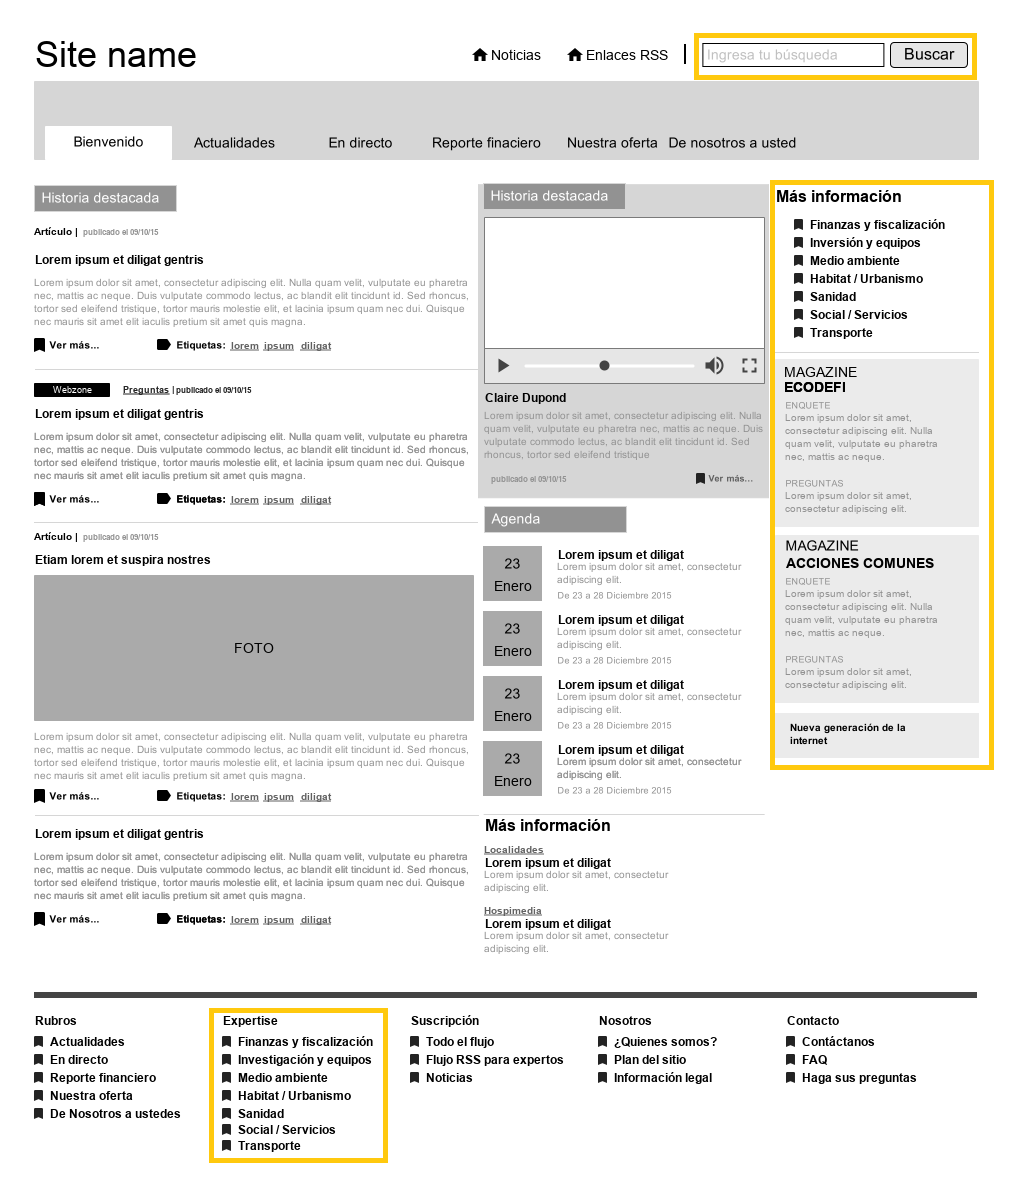 Site name
Noticias
Enlaces RSS
Ingresa tu búsqueda
Buscar
Bienvenido
Actualidades
En directo
Reporte finaciero
Nuestra oferta
De nosotros a usted
Historia destacada
Artículo | publicado el 09/10/15
Lorem ipsum et diligat gentris
Lorem ipsum dolor sit amet, consectetur adipiscing elit. Nulla quam velit, vulputate eu pharetra
nec, mattis ac neque. Duis vulputate commodo lectus, ac blandit elit tincidunt id. Sed rhoncus,
tortor sed eleifend tristique, tortor mauris molestie elit, et lacinia ipsum quam nec dui. Quisque
nec mauris sit amet elit iaculis pretium sit amet quis magna.
Ver más... Etiquetas: lorem ipsum diligat
Webzone Preguntas | publicado el 09/10/15
Lorem ipsum et diligat gentris
Lorem ipsum dolor sit amet, consectetur adipiscing elit. Nulla quam velit, vulputate eu pharetra
nec, mattis ac neque. Duis vulputate commodo lectus, ac blandit elit tincidunt id. Sed rhoncus,
tortor sed eleifend tristique, tortor mauris molestie elit, et lacinia ipsum quam nec dui. Quisque
nec mauris sit amet elit iaculis pretium sit amet quis magna.
Ver más... Etiquetas: lorem ipsum diligat
Artículo | publicado el 09/10/15
Etiam lorem et suspira nostres
FOTO
Lorem ipsum dolor sit amet, consectetur adipiscing elit. Nulla quam velit, vulputate eu pharetra
nec, mattis ac neque. Duis vulputate commodo lectus, ac blandit elit tincidunt id. Sed rhoncus,
tortor sed eleifend tristique, tortor mauris molestie elit, et lacinia ipsum quam nec dui. Quisque
nec mauris sit amet elit iaculis pretium sit amet quis magna.
Ver más... Etiquetas: lorem ipsum diligat
Lorem ipsum et diligat gentris
Lorem ipsum dolor sit amet, consectetur adipiscing elit. Nulla quam velit, vulputate eu pharetra
nec, mattis ac neque. Duis vulputate commodo lectus, ac blandit elit tincidunt id. Sed rhoncus,
tortor sed eleifend tristique, tortor mauris molestie elit, et lacinia ipsum quam nec dui. Quisque
nec mauris sit amet elit iaculis pretium sit amet quis magna.
Ver más... Etiquetas: lorem ipsum diligat
Historia destacada
Claire Dupond
Lorem ipsum dolor sit amet, consectetur adipiscing elit. Nulla
quam velit, vulputate eu pharetra nec, mattis ac neque. Duis
vulputate commodo lectus, ac blandit elit tincidunt id. Sed
rhoncus, tortor sed eleifend tristique
publicado el 09/10/15 Ver más...
Agenda
23
Enero
Lorem ipsum et diligat
Lorem ipsum dolor sit amet, consectetur
adipiscing elit.
De 23 a 28 Diciembre 2015
23
Enero
Lorem ipsum et diligat
Lorem ipsum dolor sit amet, consectetur
adipiscing elit.
De 23 a 28 Diciembre 2015
23
Enero
Lorem ipsum et diligat
Lorem ipsum dolor sit amet, consectetur
adipiscing elit.
De 23 a 28 Diciembre 2015
23
Enero
Lorem ipsum et diligat
Lorem ipsum dolor sit amet, consectetur
adipiscing elit.
De 23 a 28 Diciembre 2015
Más información
Localidades
Lorem ipsum et diligat
Lorem ipsum dolor sit amet, consectetur
adipiscing elit.
Hospimedia
Lorem ipsum et diligat
Lorem ipsum dolor sit amet, consectetur
adipiscing elit.
Más información
Finanzas y fiscalización
Inversión y equipos
Medio ambiente
Habitat / Urbanismo
Sanidad
Social / Servicios
Transporte
MAGAZINE
ECODEFI
ENQUETE
Lorem ipsum dolor sit amet,
consectetur adipiscing elit. Nulla
quam velit, vulputate eu pharetra
nec, mattis ac neque.
PREGUNTAS
Lorem ipsum dolor sit amet,
consectetur adipiscing elit.
MAGAZINE
ACCIONES COMUNES
ENQUETE
Lorem ipsum dolor sit amet,
consectetur adipiscing elit. Nulla
quam velit, vulputate eu pharetra
nec, mattis ac neque.
PREGUNTAS
Lorem ipsum dolor sit amet,
consectetur adipiscing elit.
Nueva generación de la
internet
Rubros
Actualidades
En directo
Reporte financiero
Nuestra oferta
De Nosotros a ustedes
Expertise
Finanzas y fiscalización
Investigación y equipos
Medio ambiente
Habitat / Urbanismo
Sanidad
Social / Servicios
Transporte
Suscripción
Todo el flujo
Flujo RSS para expertos
Noticias
Nosotros
¿Quienes somos?
Plan del sitio
Información legal
Contacto
Contáctanos
FAQ
Haga sus preguntas